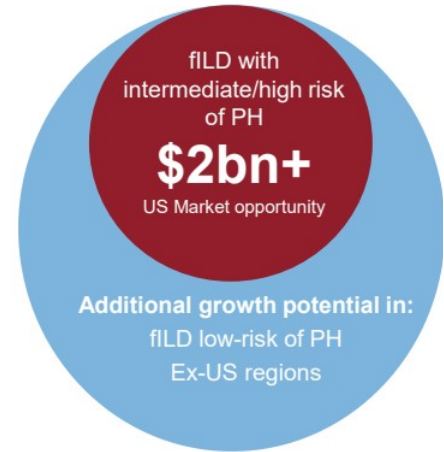 fILD with
intermediate/high risk
of PH
$2bn+
US Market opportunity
Additional growth potential in:
fILD low-risk of PH
Ex-US regions